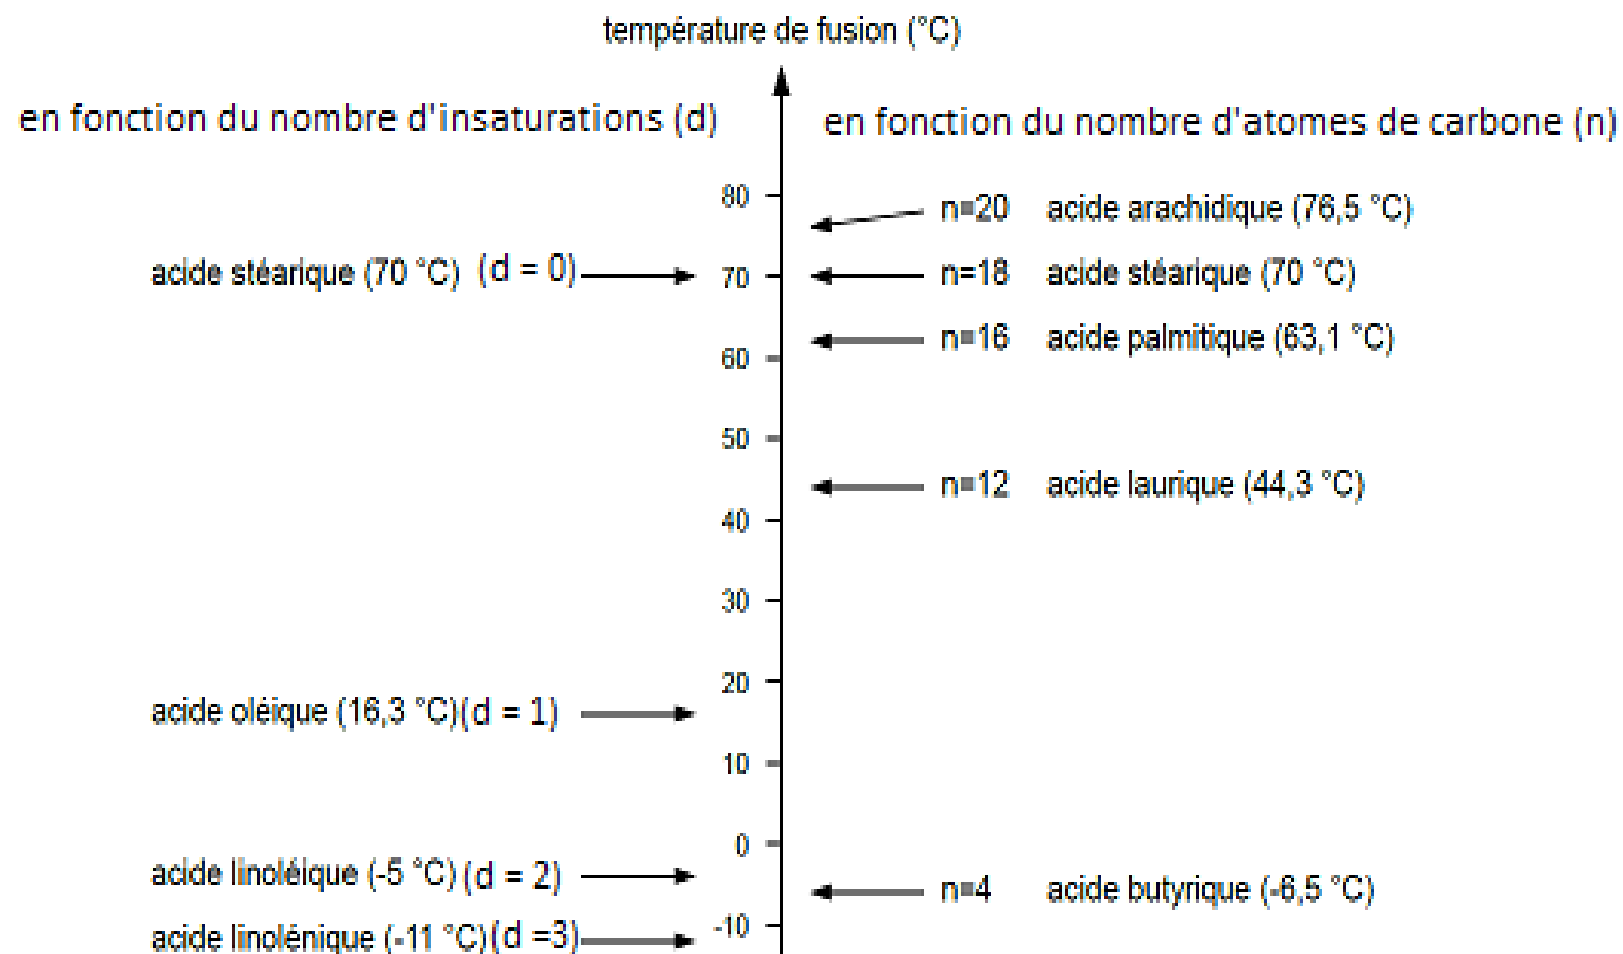 température de fusion (°C)
en fonction du nombre d'insaturations (d)
en fonction du nombre d'atomes de carbone (n)
80
n=20 acide arachidique (76,5 °C)
acide stéarique (70 °C) (d = 0)
70
n=18 acide stéarique (70 °C)
n=16 acide palmitique (63,1 °C)
60
50
n=12 acide laurique (44,3 °C)
40
30
20
acide oléique (16,3 °C)(d = 1)
10
0
acide linoléique (-5 °C) (d = 2)
n=4 acide butyrique (-6,5 °C)
-10
acide linolénique (-11 °C)(d =3)